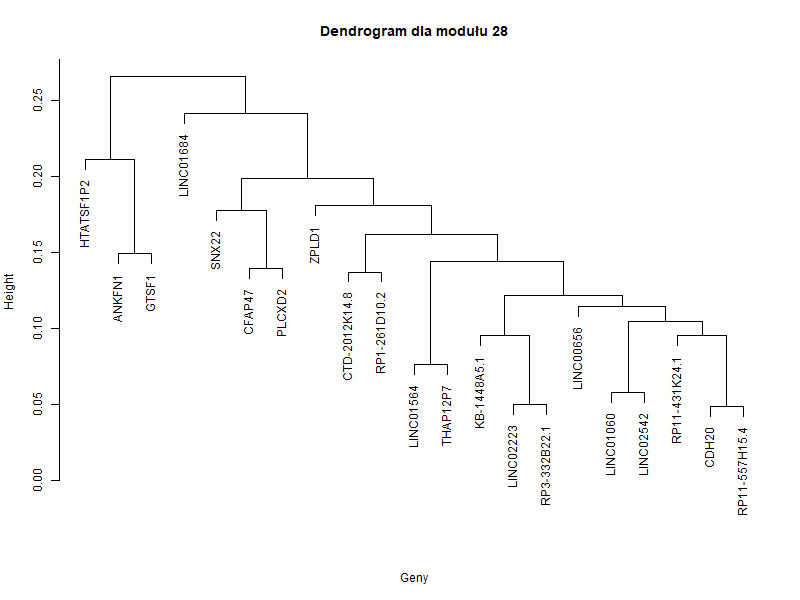 Dendrogram dla modułu 28
Height
0.25
0.20
0.15
0.10
0.05
0.00
HTATSF1P2
ANKFN1
GTSF1
LINC01684
SNX22
CFAP47
PLCXD2
ZPLD1
CTD-2012K14.8
RP1-261D10.2
LINC01564
THAP12P7
KB-1448A5.1
LINC02223
RP3-332B22.1
LINC00656
LINC01060
LINC02542
RP11-431K24.1
CDH20
RP11-557H15.4
Geny